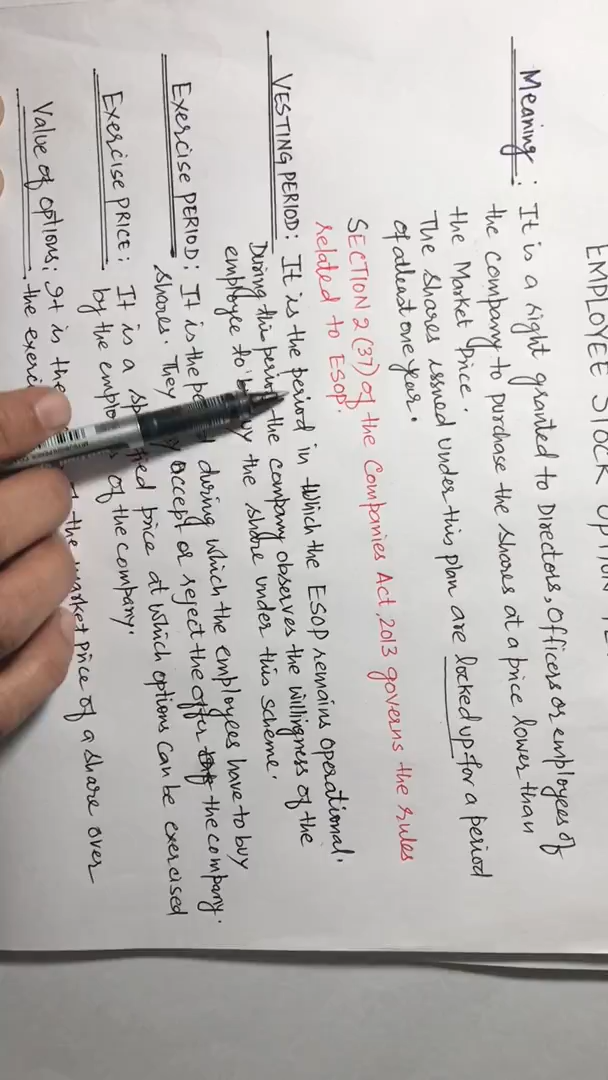 EMPLOYEE STOCK OPTION
Meaning : It is a right granted to Directors, Officers or employees of
the company to purchase the shares at a price lower than
the Market Price.
The shares issued under this plan are locked up for a period
of atleast one year.
SECTION 2 (37) of the Companies Act, 2013 governs the rules
related to ESOP.
VESTING PERIOD: It is the period in which the ESOP remains operational.
During this period the company observes the willingness of the
employee to buy the share under this scheme.
Exercise PERIOD: It is the during which the employees have to buy
shares. They accept or reject the offer the company.
Exercise PRICE: It is a price at which options can be exercised
by the of the company.
Value of options: It is the the market price of a share over
the